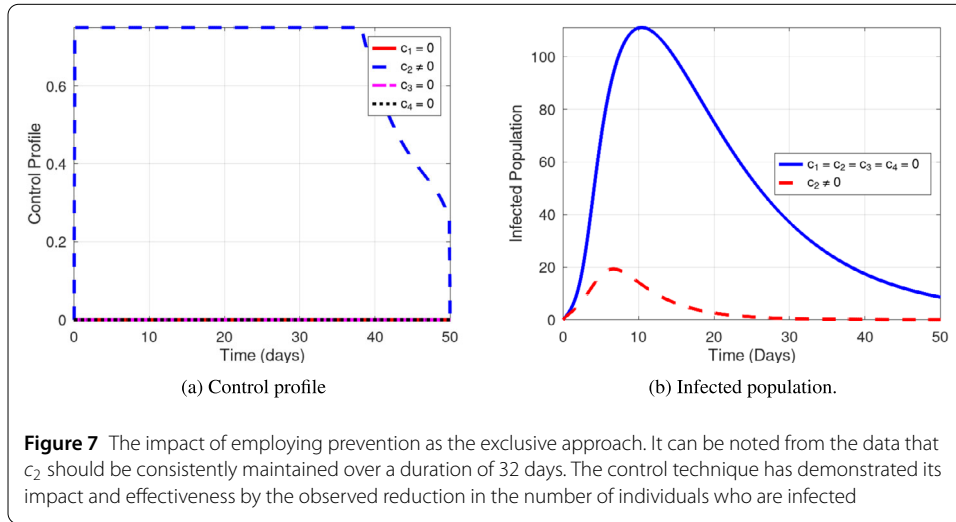 c₁ = 0
c₂ ≠ 0
c₃ = 0
c₄ = 0
0.6
0.4
0.2
0
Control Profile
0 10 20 30 40 50
Time (days)
(a) Control profile
100
80
60
40
20
0
Infected Population
c₁ = c₂ = c₃ = c₄ = 0
c₂ ≠ 0
0 10 20 30 40 50
Time (Days)
(b) Infected population.
Figure 7 The impact of employing prevention as the exclusive approach. It can be noted from the data that
c₂ should be consistently maintained over a duration of 32 days. The control technique has demonstrated its
impact and effectiveness by the observed reduction in the number of individuals who are infected